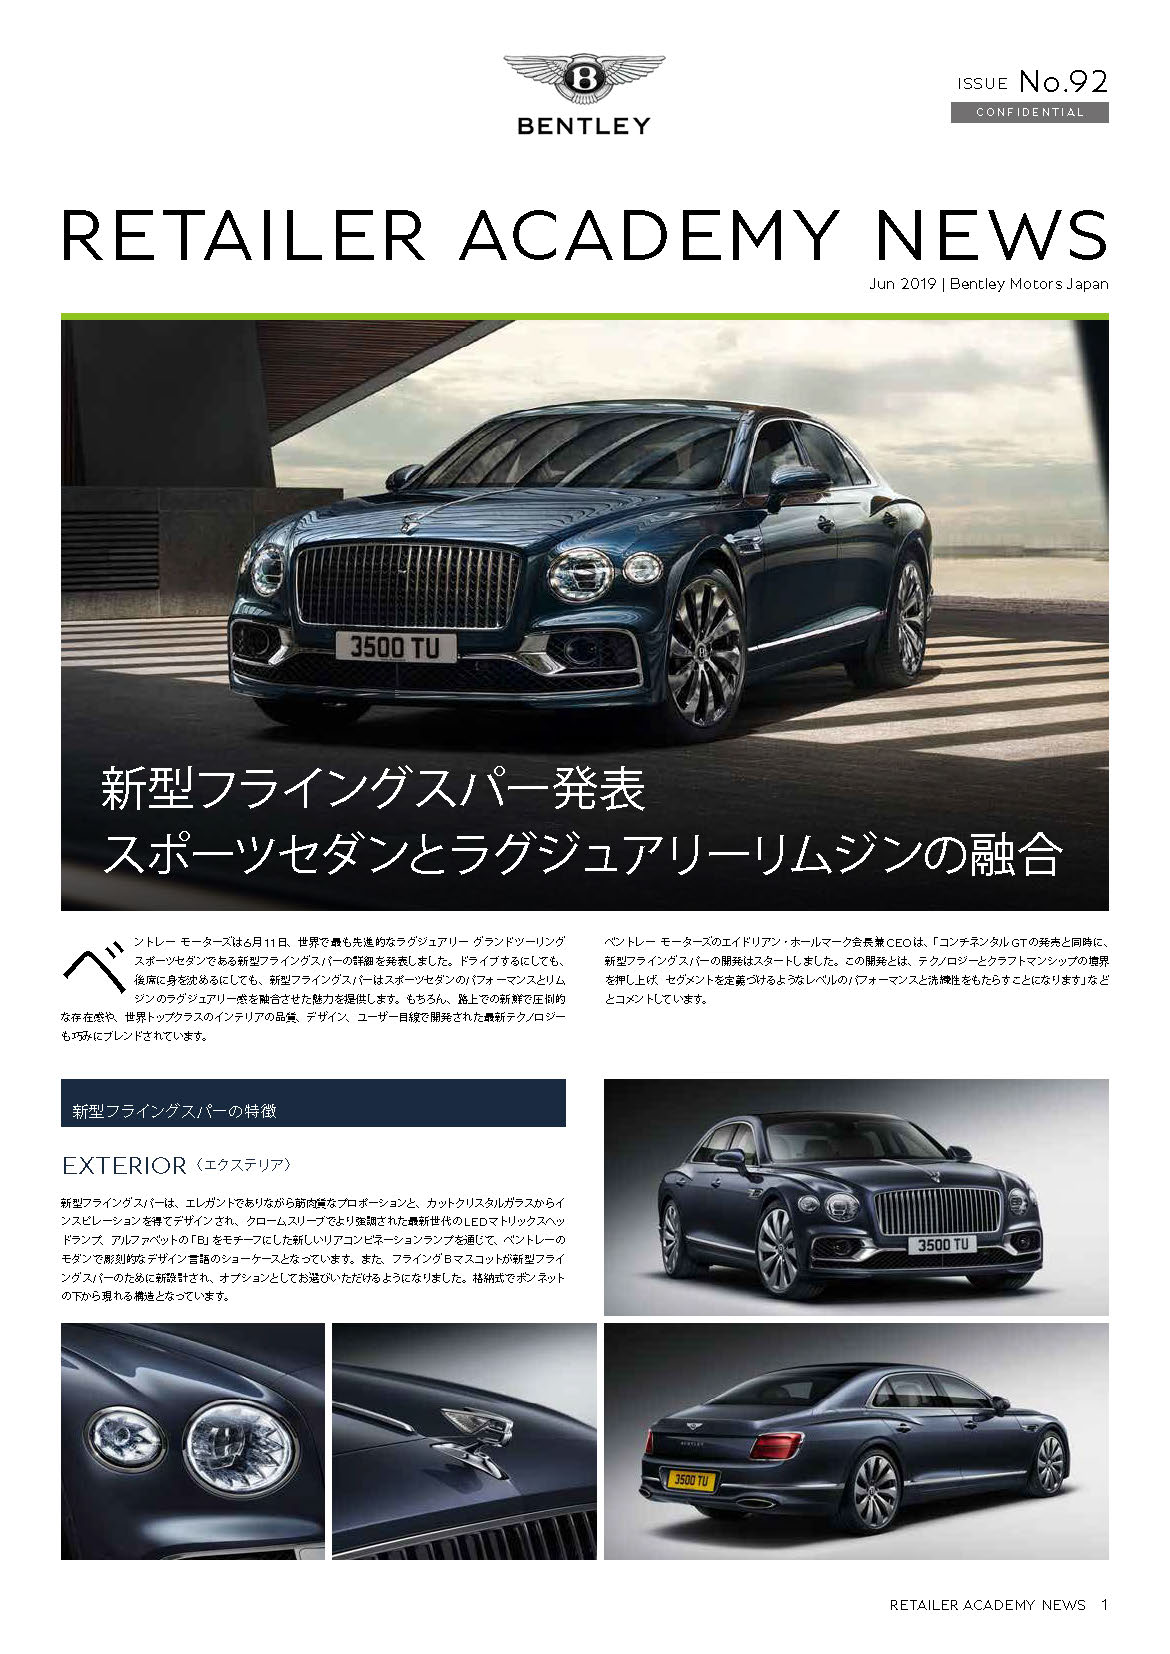 BENTLEY
ISSUE No.92
CONFIDENTIAL
RETAILER ACADEMY NEWS
Jun 2019 | Bentley Motors Japan
3500 TU
新型フライングスパー発表
スポーツセダンとラグジュアリーリムジンの融合
ベントレー モーターズは6月11日、世界で最も先進的なラグジュアリー グランドツーリング
スポーツセダンである新型フライングスパーの詳細を発表しました。ドライブするにしても、
後席に身を沈めるにしても、新型フライングスパーはスポーツセダンのパフォーマンスとリム
ジンのラグジュアリー感を融合させた魅力を提供します。もちろん、路上での新鮮で圧倒的
な存在感や、世界トップクラスのインテリアの品質、デザイン、ユーザー目線で開発された最新テクノロジー
も巧みにブレンドされています。
ベントレー モーターズのエイドリアン・ホールマーク会長兼CEOは、「コンチネンタルGTの発売と同時に、
新型フライングスパーの開発はスタートしました。この開発とは、テクノロジーとクラフトマンシップの境界
を押し上げ、セグメントを定義づけるようなレベルのパフォーマンスと洗練性をもたらすことになります」など
とコメントしています。
新型フライングスパーの特徴
EXTERIOR〈エクステリア〉
新型フライングスパーは、エレガントでありながら筋肉質なプロポーションと、カットクリスタルガラスからイ
ンスピレーションを得てデザインされ、クロームスリーブでより強調された最新世代のLEDマトリックスヘッ
ドランプ、アルファベットの「B」をモチーフにした新しいリアコンビネーションランプを通じて、ベントレーの
モダンで彫刻的なデザイン言語のショーケースとなっています。また、フライングBマスコットが新型フライ
ングスパーのために新設計され、オプションとしてお選びいただけるようになりました。格納式でボンネット
の下から現れる構造となっています。
3500 TU
BENTLEY
3500 TU
RETAILER ACADEMY NEWS 1